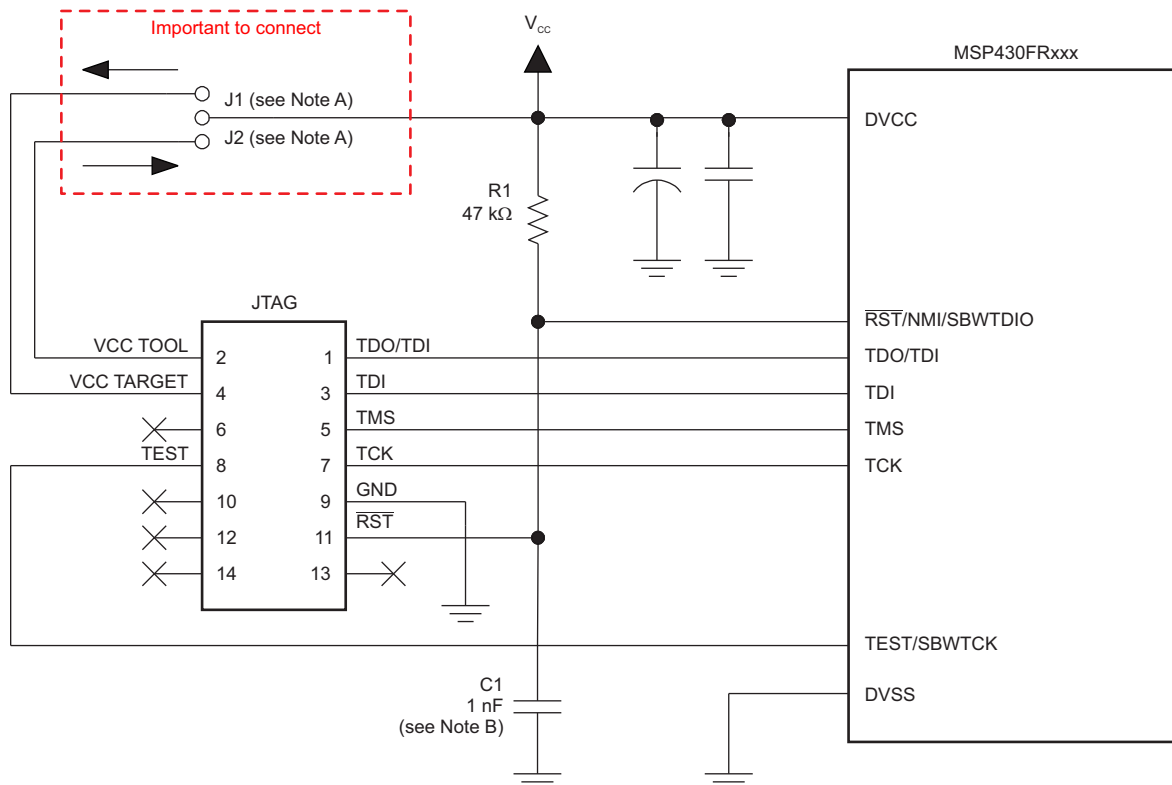 Important to connect
V_CC
MSP430FRxxx
J1 (see Note A)
J2 (see Note A)
DVCC
R1
47 kΩ
JTAG
RST/NMI/SBWTDIO
VCC TOOL
2
1
TDO/TDI
TDO/TDI
VCC TARGET
4
3
TDI
TDI
6
5
TMS
TMS
TEST
8
7
TCK
TCK
10
9
GND
12
11
RST
14
13
TEST/SBWTCK
C1
1 nF
(see Note B)
DVSS